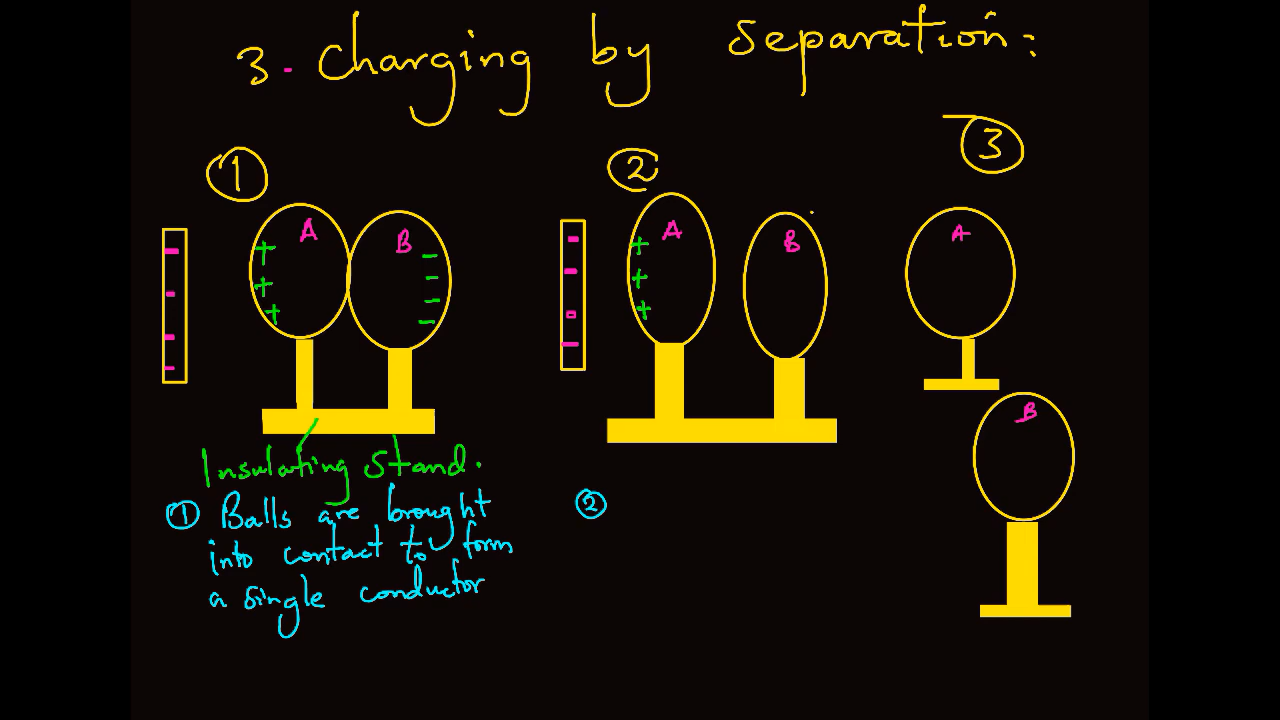 3. Charging by separation:
① ② ③
A B A B A
+ + + - - - -
+ + +
B
Insulating stand.
① Balls are brought
into contact to form
a single conductor
②